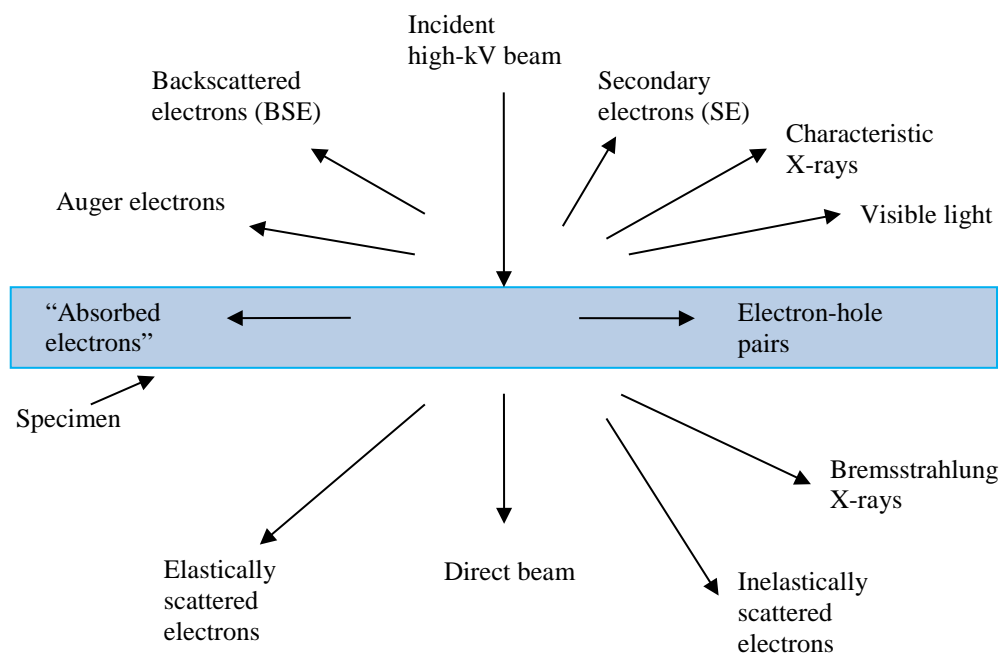 Incident
high-kV beam
Backscattered
electrons (BSE)
Secondary
electrons (SE)
Characteristic
X-rays
Auger electrons
Visible light
“Absorbed
electrons”
Electron-hole
pairs
Specimen
Bremsstrahlung
X-rays
Elastically
scattered
electrons
Direct beam
Inelastically
scattered
electrons